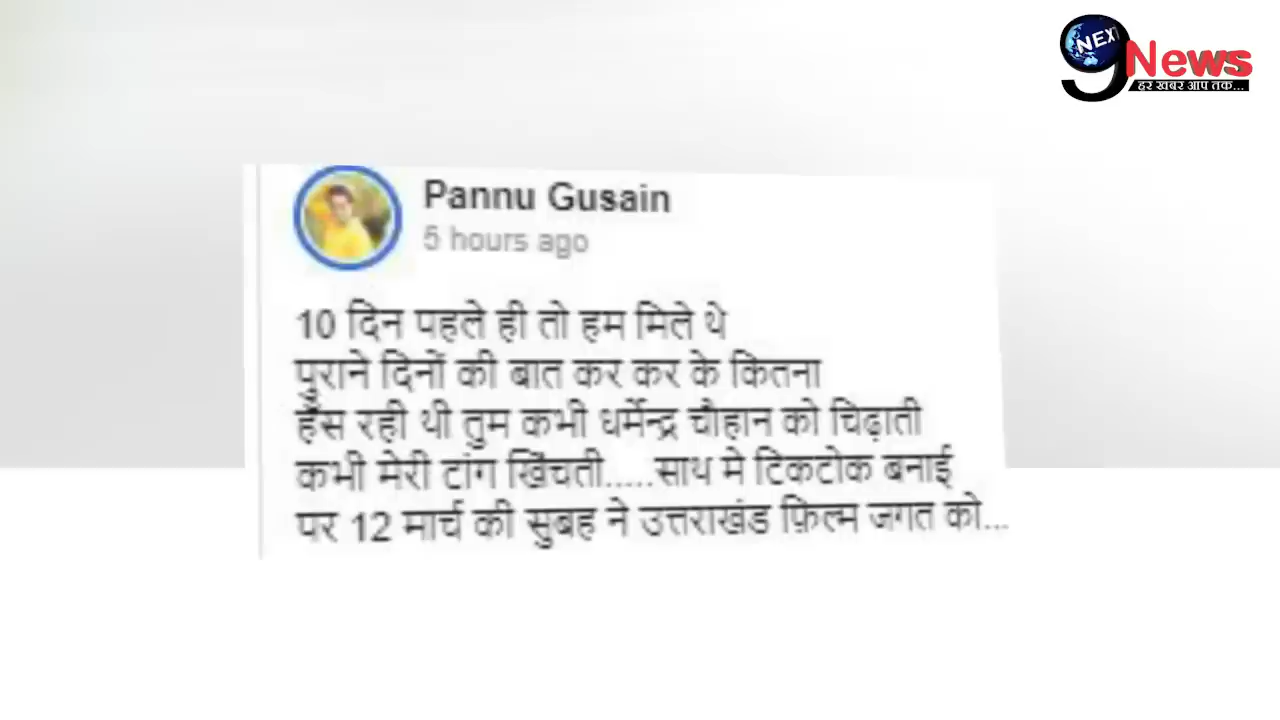 NEXT
9 News
हर खबर आप तक...
Pannu Gusain
5 hours ago
10 दिन पहले ही तो हम मिले थे
पुराने दिनों की बात कर कर के कितना
हँस रही थी तुम कभी धर्मेन्द्र चौहान को चिढ़ाती
कभी मेरी टांग खिंचती.....साथ मे टिकटोक बनाई
पर 12 मार्च की सुबह ने उत्तराखंड फ़िल्म जगत को...